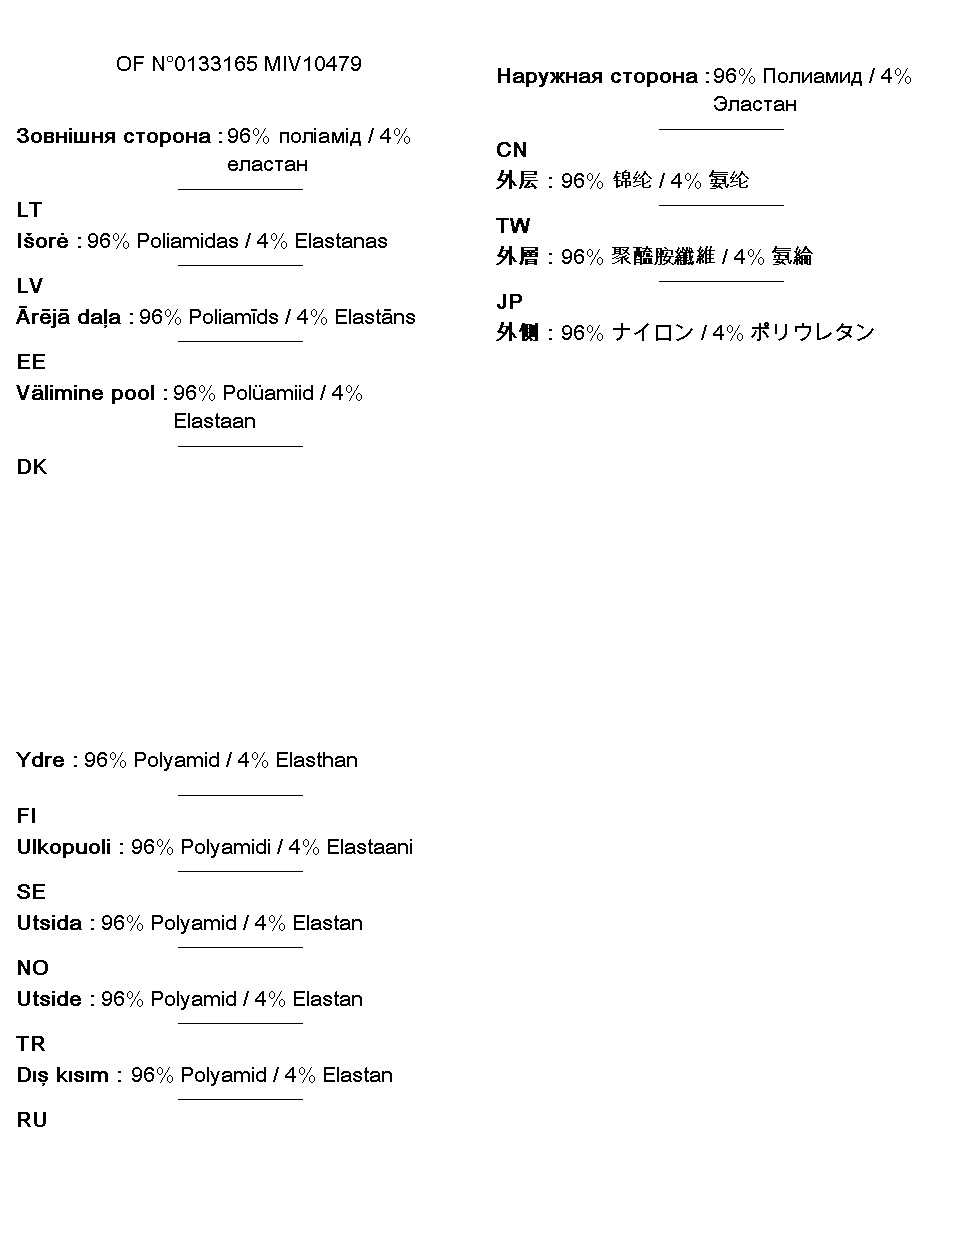 OF N°0133165 MIV10479
Зовнішня сторона : 96% поліамід / 4%
еластан
LT
Išorė : 96% Poliamidas / 4% Elastanas
LV
Ārējā daļa : 96% Poliamīds / 4% Elastāns
EE
Välimine pool : 96% Polüamiid / 4%
Elastaan
DK
Ydre : 96% Polyamid / 4% Elasthan
FI
Ulkopuoli : 96% Polyamidi / 4% Elastaani
SE
Utsida : 96% Polyamid / 4% Elastan
NO
Utside : 96% Polyamid / 4% Elastan
TR
Dış kısım : 96% Polyamid / 4% Elastan
RU
Наружная сторона : 96% Полиамид / 4%
Эластан
CN
外层 : 96% 锦纶 / 4% 氨纶
TW
外層 : 96% 聚醯胺纖維 / 4% 氨綸
JP
外側 : 96% ナイロン / 4% ポリウレタン